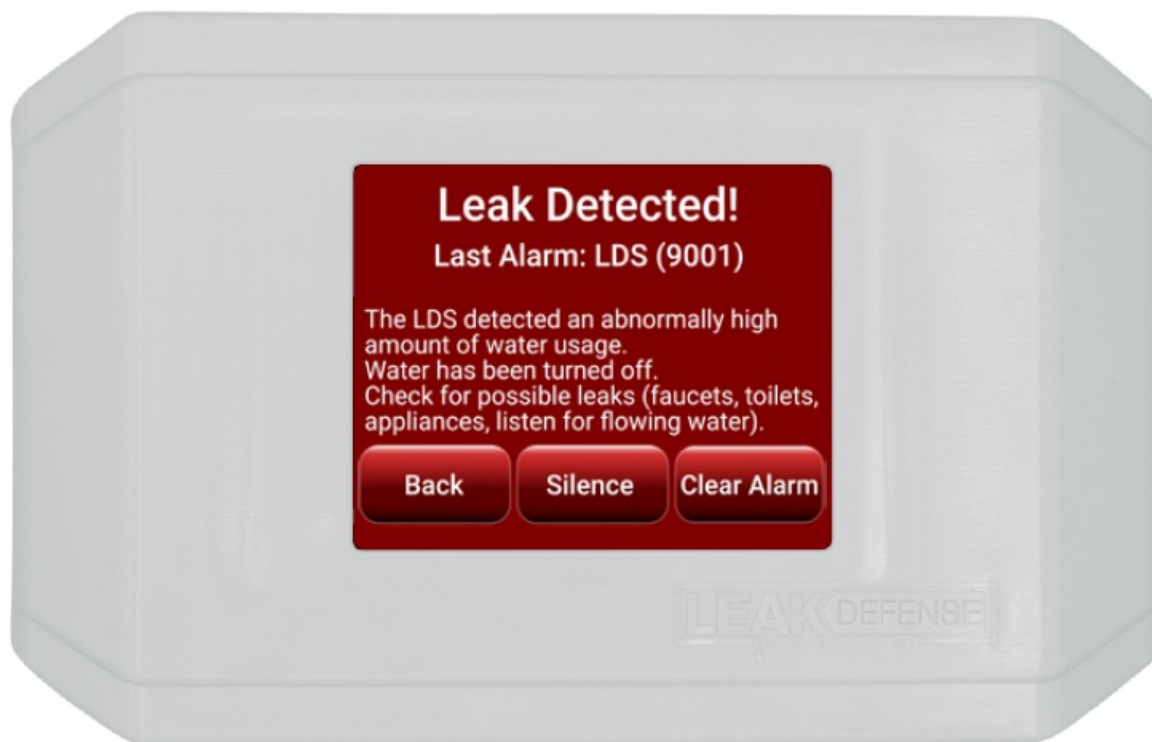 Leak Detected!
Last Alarm: LDS (9001)
The LDS detected an abnormally high
amount of water usage.
Water has been turned off.
Check for possible leaks (faucets, toilets,
appliances, listen for flowing water).
Back
Silence
Clear Alarm
LEAK DEFENSE